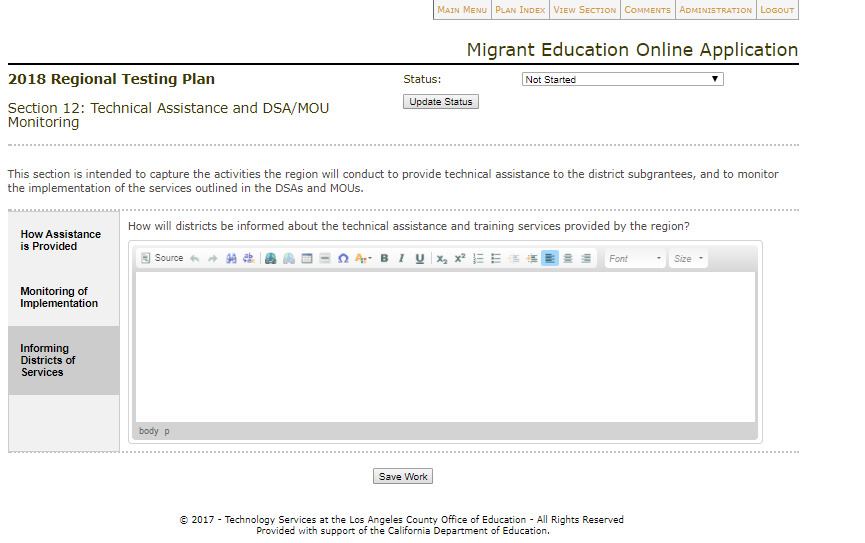 Main Menu Plan Index View Section Comments Administration Logout
Migrant Education Online Application
2018 Regional Testing Plan
Status:
Not Started
Update Status
Section 12: Technical Assistance and DSA/MOU
Monitoring
This section is intended to capture the activities the region will conduct to provide technical assistance to the district subgrantees, and to monitor
the implementation of the services outlined in the DSAs and MOUs.
How Assistance
is Provided
Monitoring of
Implementation
Informing
Districts of
Services
How will districts be informed about the technical assistance and training services provided by the region?
Source B I U X₂ X² Font Size
body p
Save Work
© 2017 - Technology Services at the Los Angeles County Office of Education - All Rights Reserved
Provided with support of the California Department of Education.